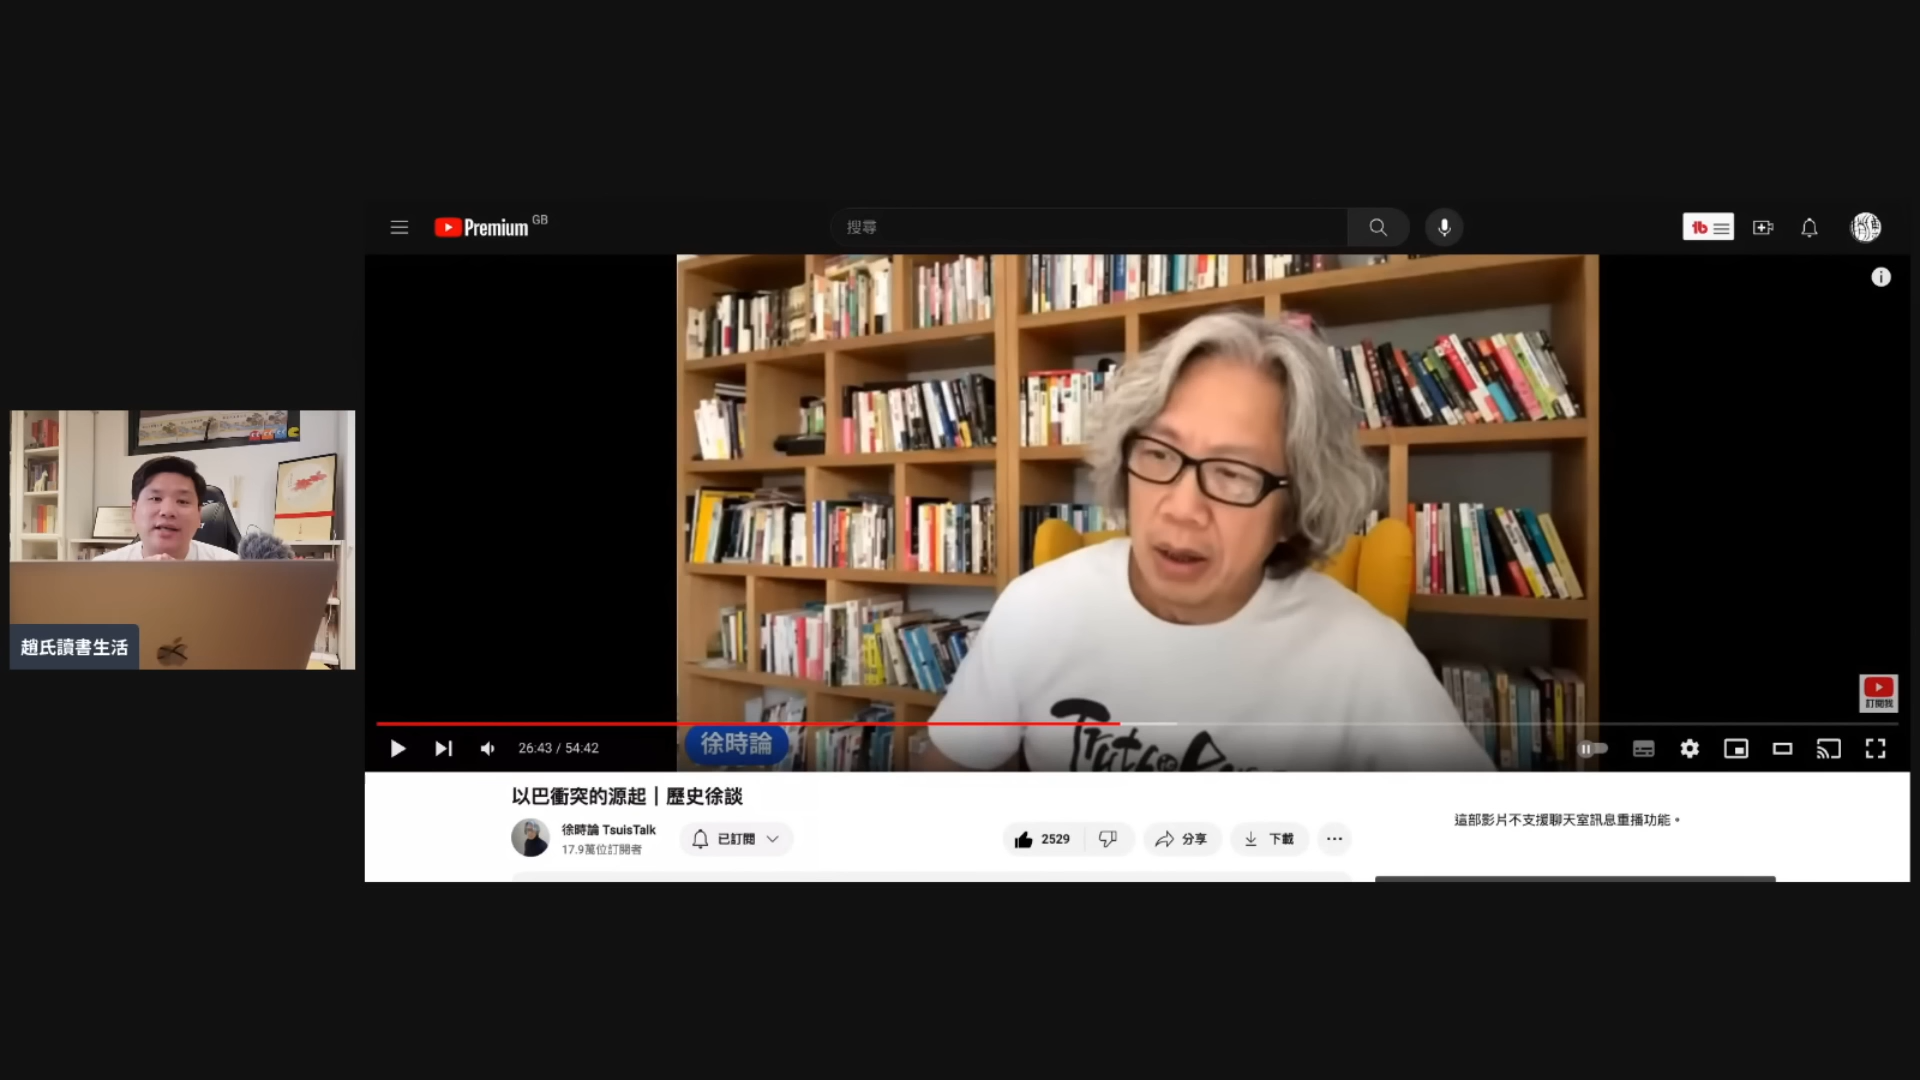 Premium GB
搜尋
趙氏讀書生活
訂閱我
26:43 / 54:42
徐時論
以巴衝突的源起｜歷史徐談
徐時論 TsuisTalk
17.9萬位訂閱者
已訂閱
2529
分享
下載
這部影片不支援聊天室訊息重播功能。